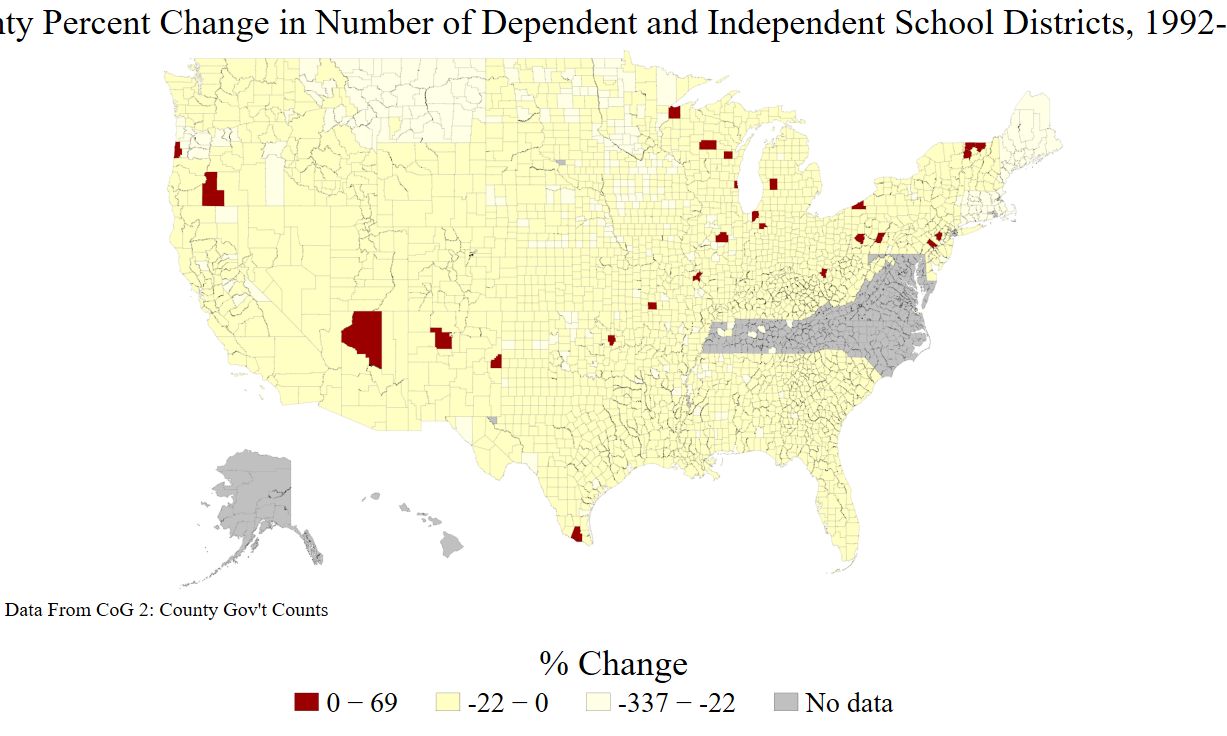 nty Percent Change in Number of Dependent and Independent School Districts, 1992-
Data From CoG 2: County Gov't Counts
% Change
0 − 69
-22 − 0
-337 − -22
No data